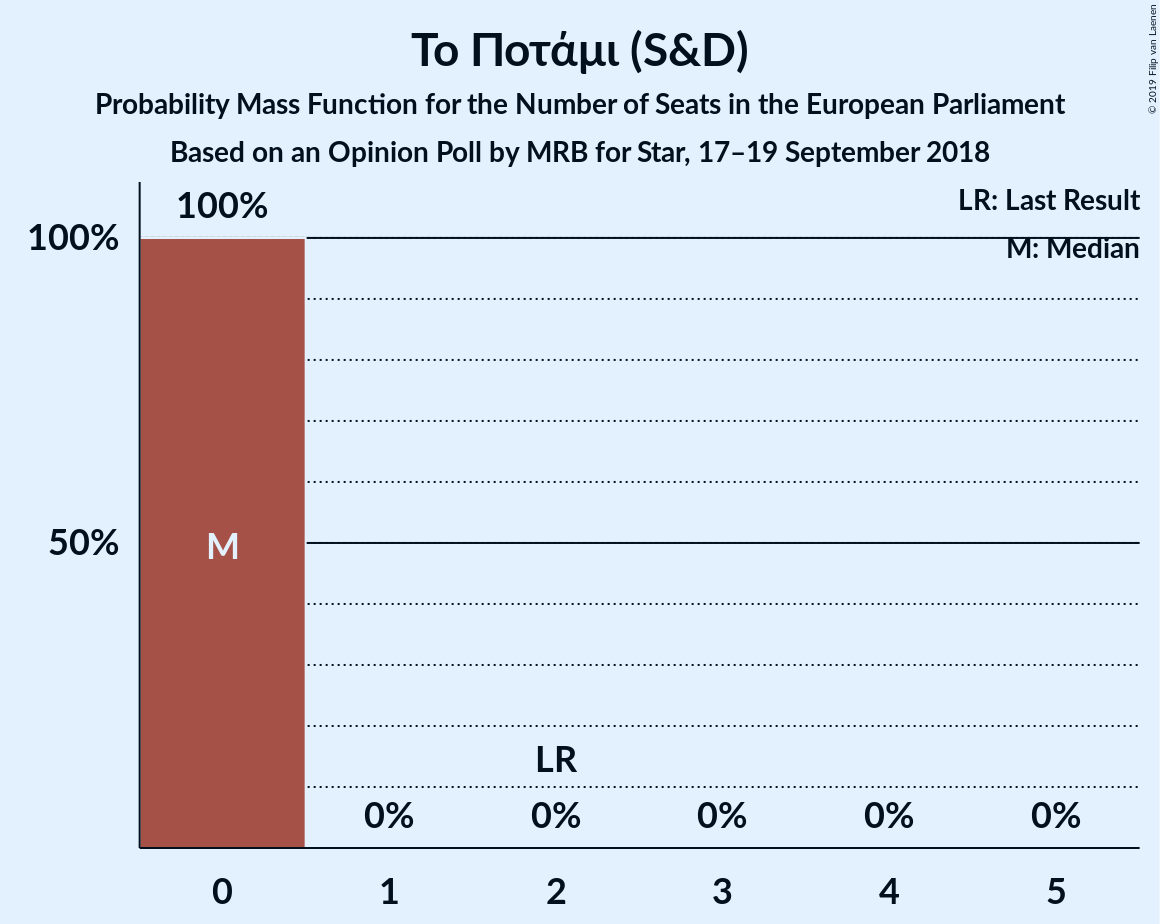 Το Ποτάμι (S&D)
Probability Mass Function for the Number of Seats in the European Parliament
Based on an Opinion Poll by MRB for Star, 17–19 September 2018
© 2019 Filip van Laenen
LR: Last Result
M: Median
100%
100%
50%
M
LR
0%
0%
0%
0%
0%
0
1
2
3
4
5